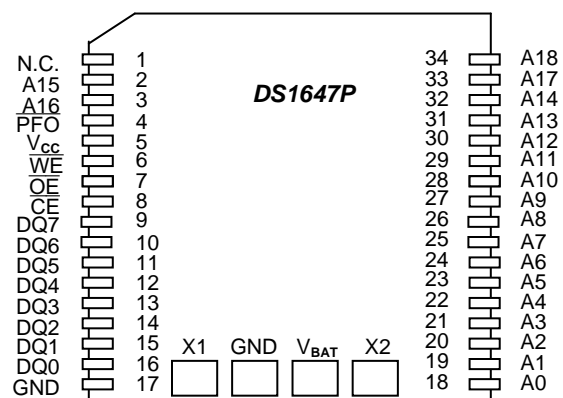 N.C. 1 34 A18
A15 2 DS1647P 33 A17
A16 3 32 A14
PFO 4 31 A13
Vcc 5 30 A12
WE 6 29 A11
OE 7 28 A10
CE 8 27 A9
DQ7 9 26 A8
DQ6 10 25 A7
DQ5 11 24 A6
DQ4 12 23 A5
DQ3 13 22 A4
DQ2 14 21 A3
DQ1 15 X1 GND VBAT X2 20 A2
DQ0 16 19 A1
GND 17 18 A0